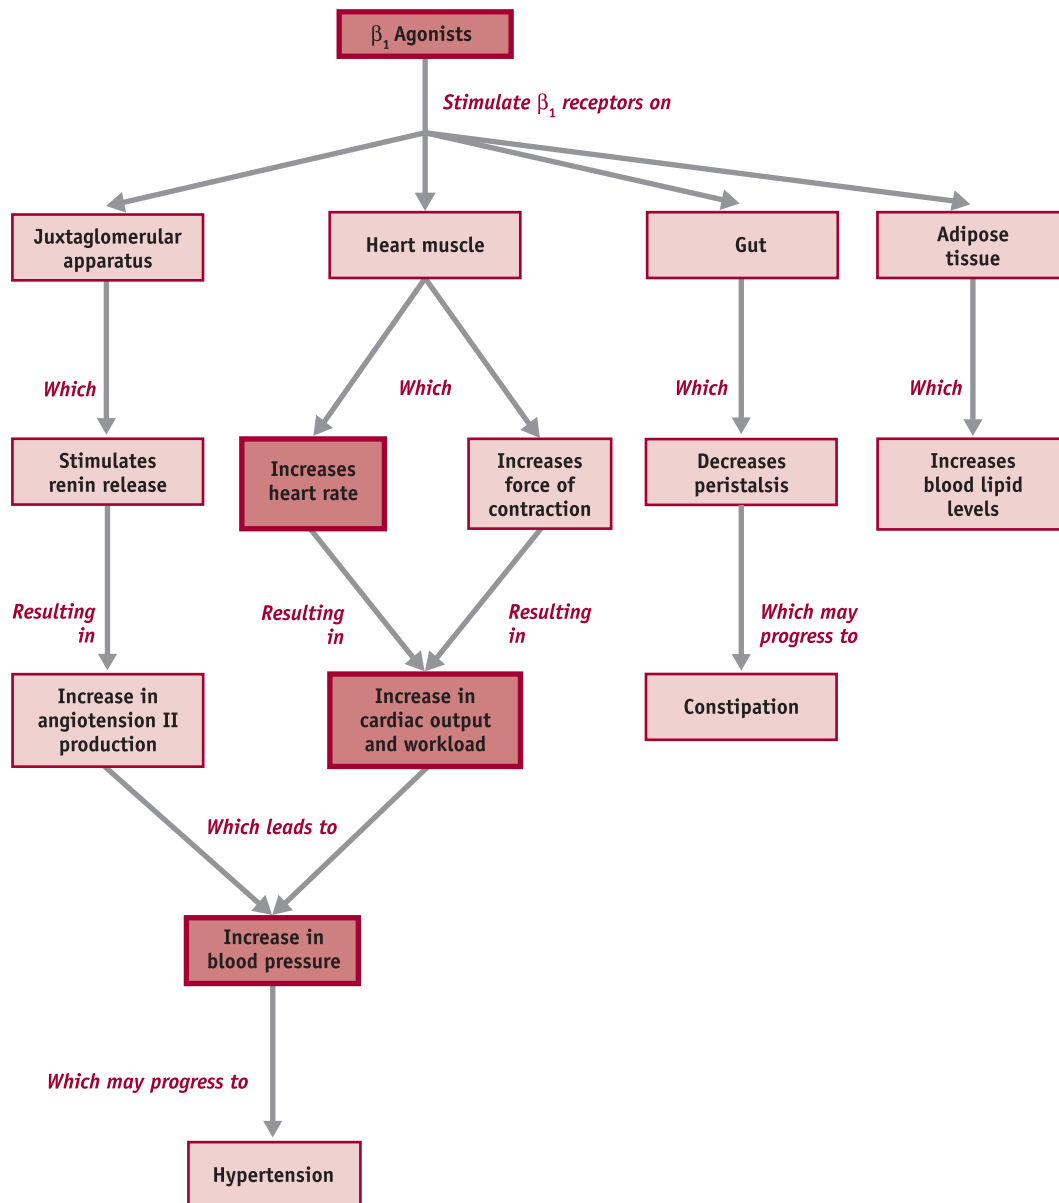 β₁ Agonists
Stimulate β₁ receptors on
Juxtaglomerular
apparatus
Heart muscle
Gut
Adipose
tissue
Which
Which
Which
Which
Stimulates
renin release
Increases
heart rate
Increases
force of
contraction
Decreases
peristalsis
Increases
blood lipid
levels
Resulting
in
Resulting
in
Resulting
in
Which may
progress to
Increase in
angiotension II
production
Increase in
cardiac output
and workload
Constipation
Which leads to
Increase in
blood pressure
Which may progress to
Hypertension